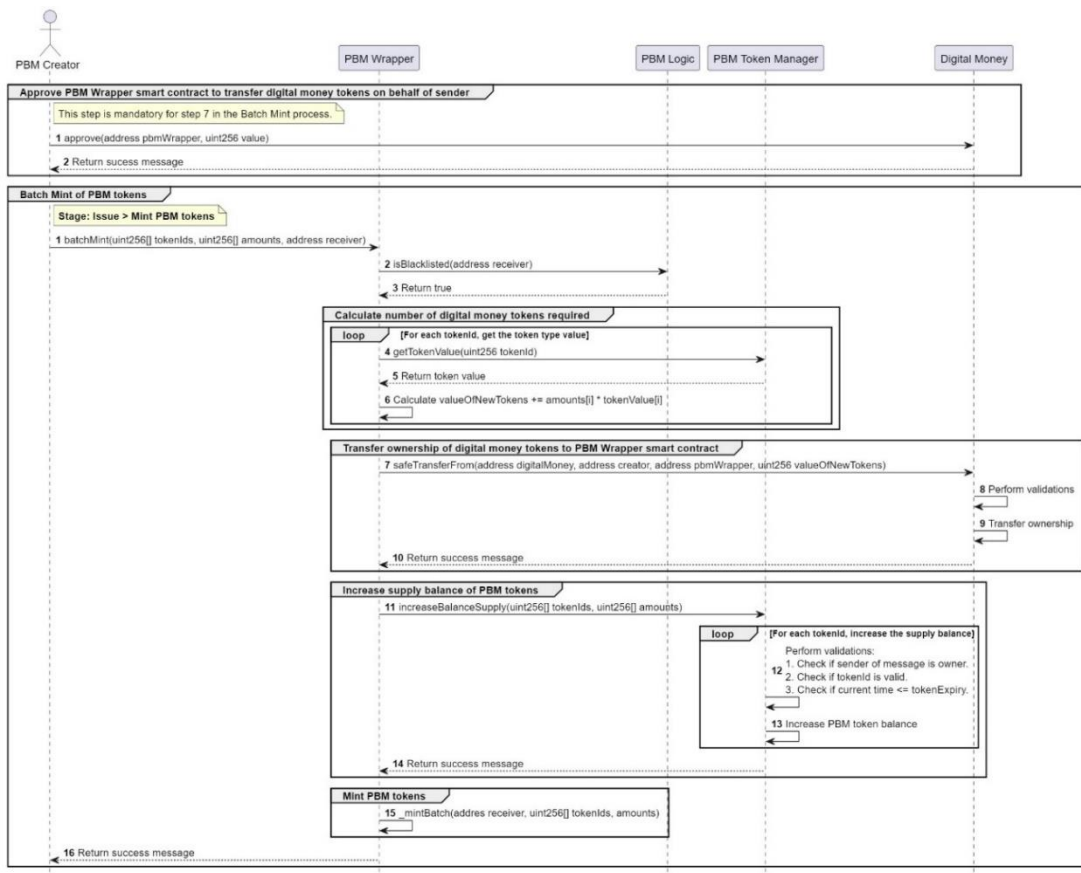 PBM Creator
PBM Wrapper
PBM Logic
PBM Token Manager
Digital Money
Approve PBM Wrapper smart contract to transfer digital money tokens on behalf of sender
This step is mandatory for step 7 in the Batch Mint process.
1 approve(address pbmWrapper, uint256 value)
2 Return sucess message
Batch Mint of PBM tokens
Stage: Issue > Mint PBM tokens
1 batchMint(uint256[] tokenIds, uint256[] amounts, address receiver)
2 isBlacklisted(address receiver)
3 Return true
Calculate number of digital money tokens required
loop [For each tokenId, get the token type value]
4 getTokenValue(uint256 tokenId)
5 Return token value
6 Calculate valueOfNewTokens += amounts[i] * tokenValue[i]
Transfer ownership of digital money tokens to PBM Wrapper smart contract
7 safeTransferFrom(address digitalMoney, address creator, address pbmWrapper, uint256 valueOfNewTokens)
8 Perform validations
9 Transfer ownership
10 Return success message
Increase supply balance of PBM tokens
11 increaseBalanceSupply(uint256[] tokenIds, uint256[] amounts)
loop [For each tokenId, increase the supply balance]
Perform validations:
1. Check if sender of message is owner.
12 2. Check if tokenId is valid.
3. Check if current time <= tokenExpiry.
13 Increase PBM token balance
14 Return success message
Mint PBM tokens
15 _mintBatch(addres receiver, uint256[] tokenIds, amounts)
16 Return success message